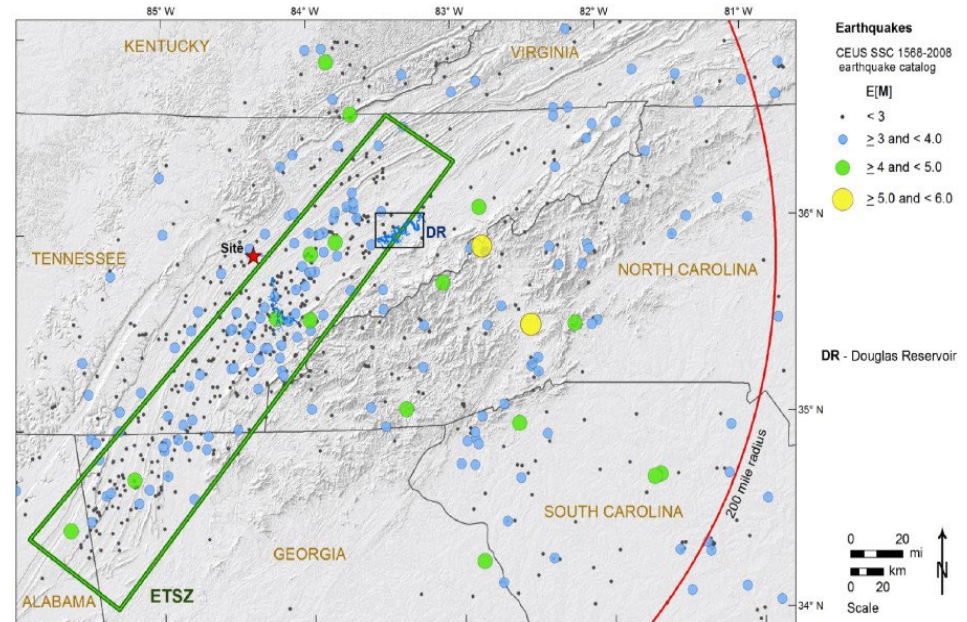 85°W
84°W
83°W
82°W
81°W
KENTUCKY
VIRGINIA
TENNESSEE
Site
DR
NORTH CAROLINA
36° N
35° N
34° N
200 mile radius
SOUTH CAROLINA
GEORGIA
ALABAMA
ETSZ
Earthquakes
CEUS SSC 1568-2008
earthquake catalog
E[M]
< 3
≥ 3 and < 4.0
≥ 4 and < 5.0
≥ 5.0 and < 6.0
DR - Douglas Reservoir
0 20 mi
km
0 20
Scale
N